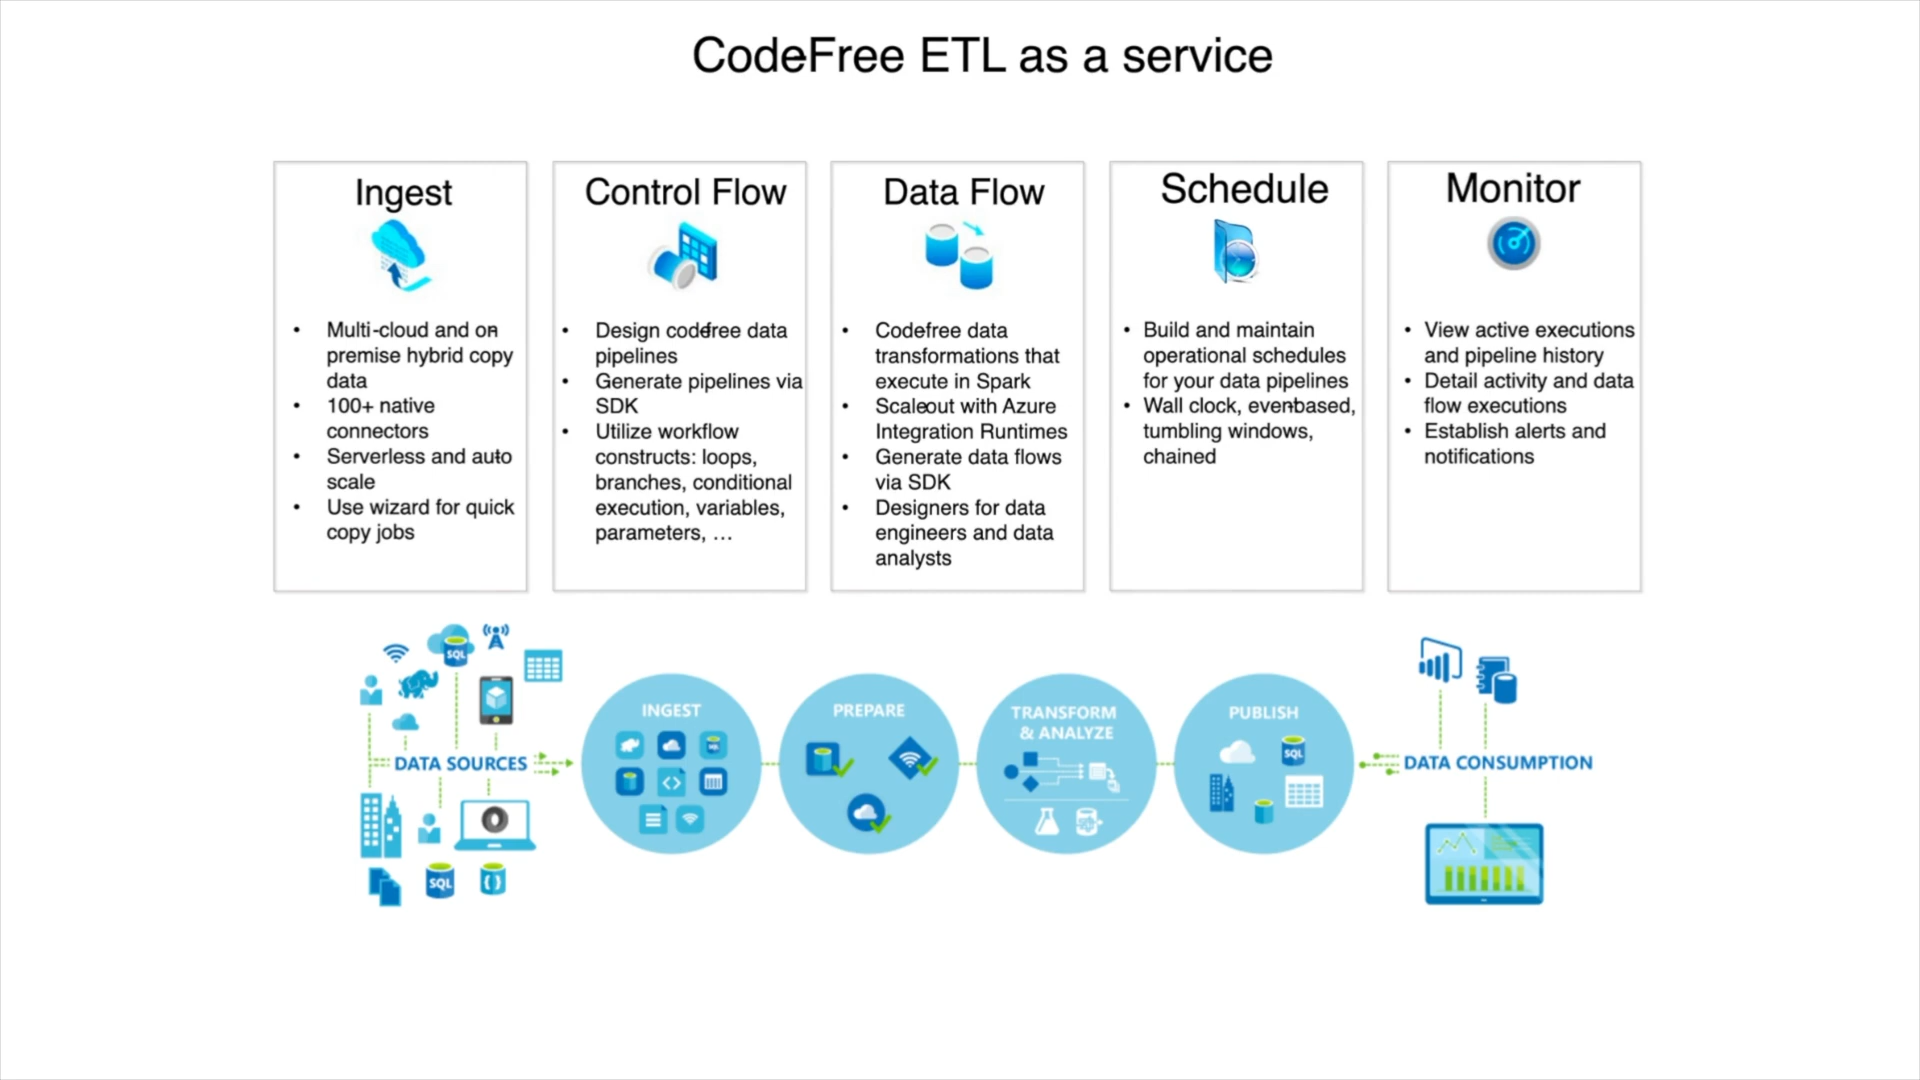 CodeFree ETL as a service
Ingest
• Multi-cloud and on
premise hybrid copy
data
• 100+ native
connectors
• Serverless and auto
scale
• Use wizard for quick
copy jobs
Control Flow
• Design codefree data
pipelines
• Generate pipelines via
SDK
• Utilize workflow
constructs: loops,
branches, conditional
execution, variables,
parameters, …
Data Flow
• Codefree data
transformations that
execute in Spark
• Scaleout with Azure
Integration Runtimes
• Generate data flows
via SDK
• Designers for data
engineers and data
analysts
Schedule
• Build and maintain
operational schedules
for your data pipelines
• Wall clock, eventbased,
tumbling windows,
chained
Monitor
• View active executions
and pipeline history
• Detail activity and data
flow executions
• Establish alerts and
notifications
SQL
DATA SOURCES
SQL
INGEST
SQL
PREPARE
TRANSFORM
& ANALYZE
PUBLISH
SQL
DATA CONSUMPTION